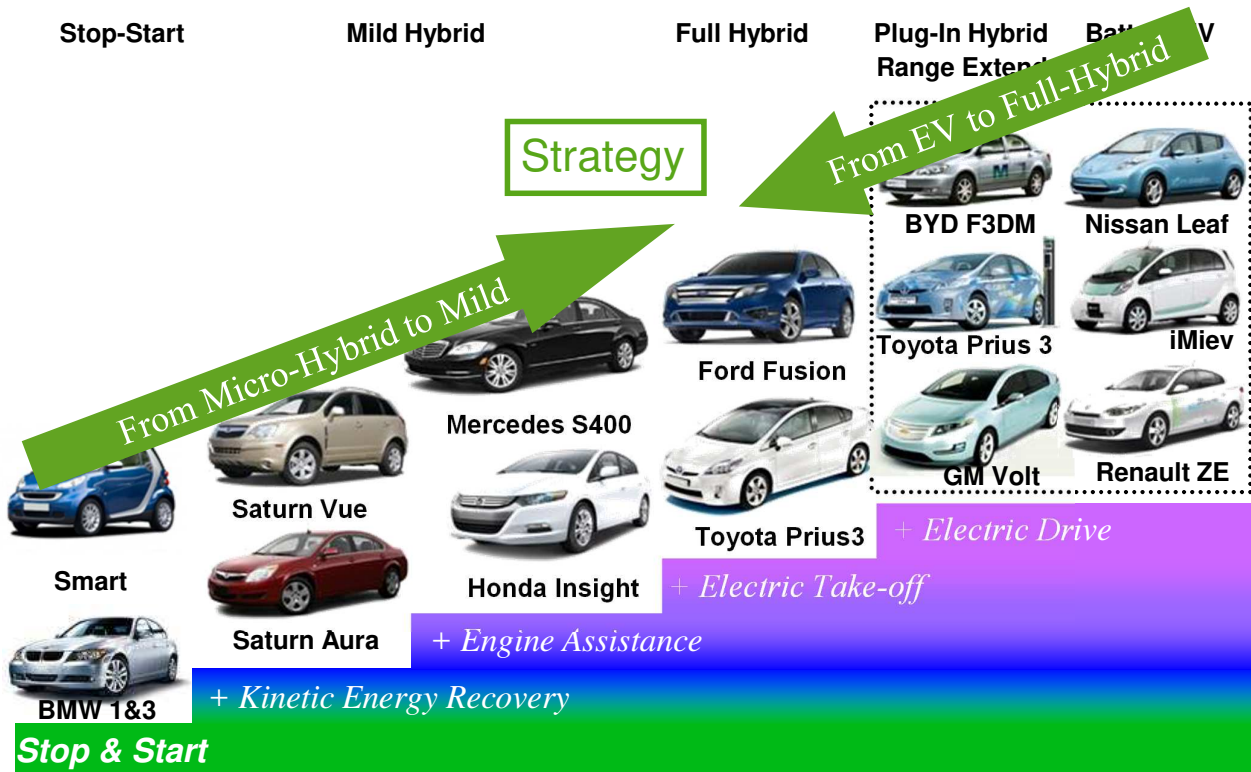 Stop-Start
Mild Hybrid
Full Hybrid
Plug-In Hybrid
Range Extend
Strategy
From EV to Full-Hybrid
From Micro-Hybrid to Mild
BYD F3DM
Nissan Leaf
Toyota Prius 3
iMiev
Ford Fusion
Mercedes S400
GM Volt
Renault ZE
Saturn Vue
Toyota Prius3
Smart
Honda Insight
Saturn Aura
BMW 1&3
+ Electric Drive
+ Electric Take-off
+ Engine Assistance
+ Kinetic Energy Recovery
Stop & Start